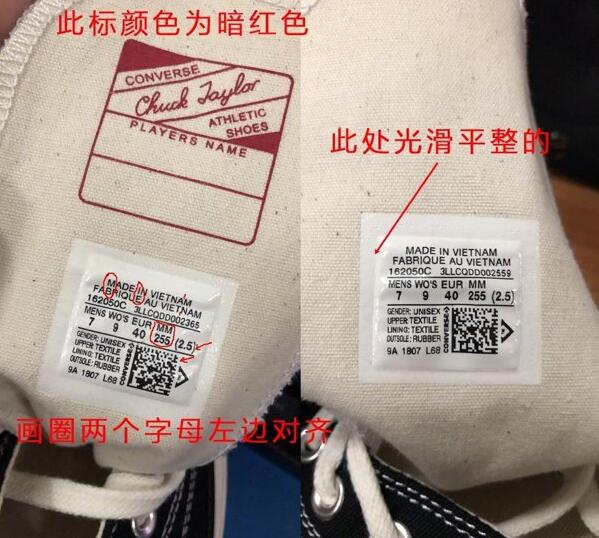 此标颜色为暗红色
CONVERSE
Chuck Taylor
ATHLETIC
SHOES
PLAYERS NAME
MADE IN VIETNAM
FABRIQUE AU VIETNAM
162050C 3LLCQDD002365
MENS WO'S EUR MM
7 9 40 255 (2.5)
GENDER: UNISEX
UPPER: TEXTILE
LINING: TEXTILE
OUTSOLE: RUBBER
CONVERSE
9A 1807 L68
画圈两个字母左边对齐
此处光滑平整的
MADE IN VIETNAM
FABRIQUE AU VIETNAM
162050C 3LLCQDD002559
MENS WO'S EUR MM
7 9 40 255 (2.5)
GENDER: UNISEX
UPPER: TEXTILE
LINING: TEXTILE
OUTSOLE: RUBBER
CONVERSE
9A 1807 L68